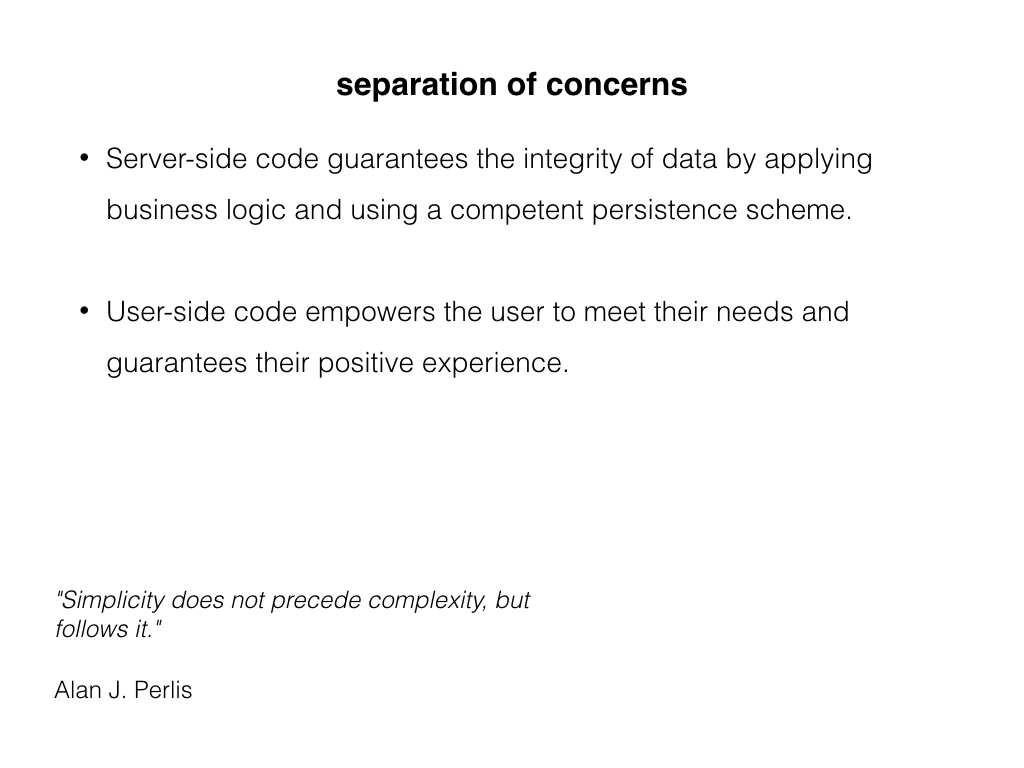 separation of concerns
• Server-side code guarantees the integrity of data by applying
business logic and using a competent persistence scheme.
• User-side code empowers the user to meet their needs and
guarantees their positive experience.
"Simplicity does not precede complexity, but
follows it."
Alan J. Perlis